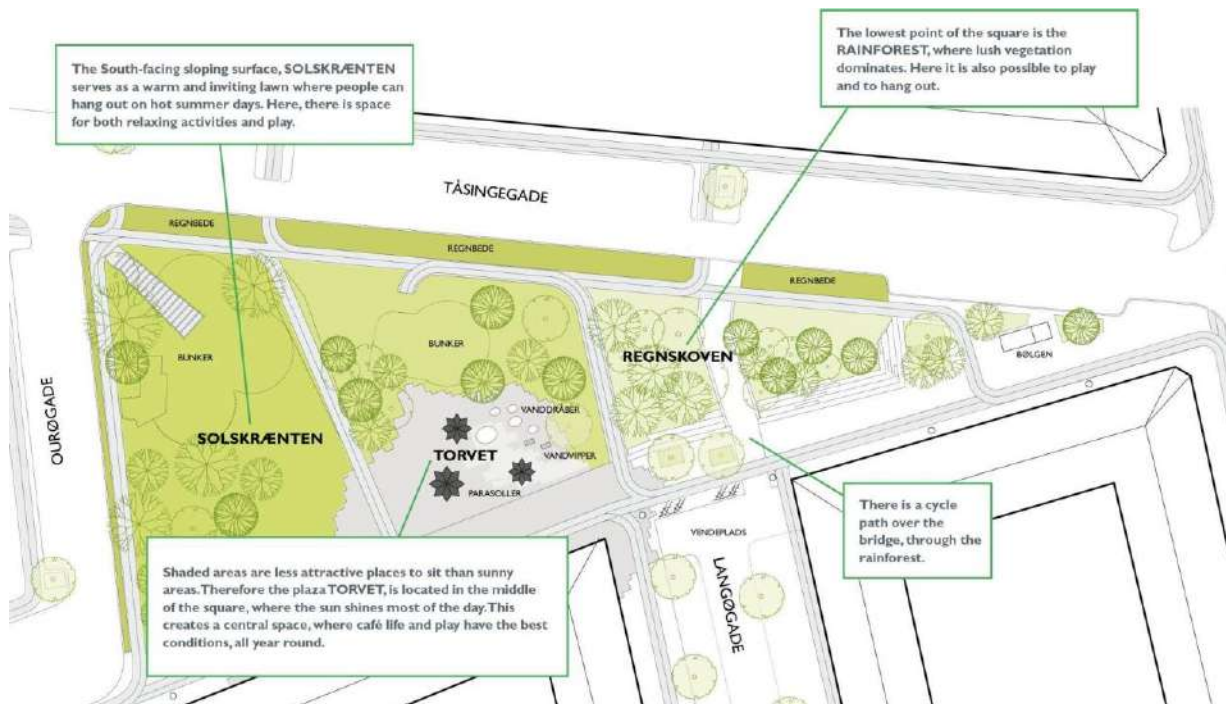 The South-facing sloping surface, SOLSKRÆNTEN
serves as a warm and inviting lawn where people can
hang out on hot summer days. Here, there is space
for both relaxing activities and play.
The lowest point of the square is the
RAINFOREST, where lush vegetation
dominates. Here it is also possible to play
and to hang out.
TÅSINGEGADE
REGNBEDE
REGNBEDE
REGNBEDE
BUNKER
BUNKER
REGNSKOVEN
BØLGEN
OURØGADE
SOLSKRÆNTEN
VANDDRÅBER
TORVET
VANDVIPPER
PARASOLLER
There is a cycle
path over the
bridge, through the
rainforest.
VENDEPLADS
LANGØGADE
Shaded areas are less attractive places to sit than sunny
areas. Therefore the plaza TORVET, is located in the middle
of the square, where the sun shines most of the day. This
creates a central space, where café life and play have the best
conditions, all year round.